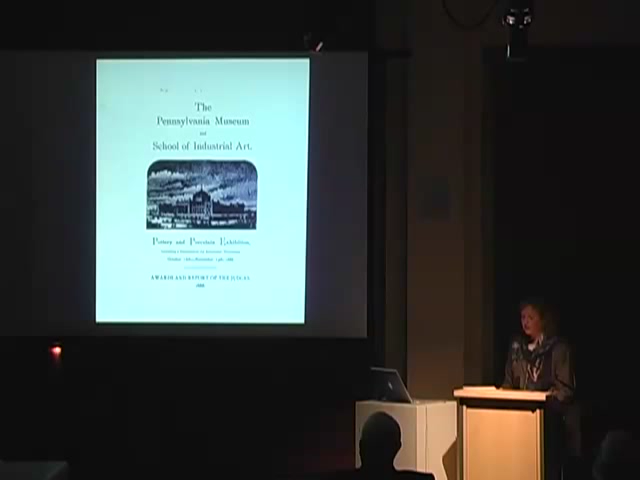 The
Pennsylvania Museum
and
School of Industrial Art.
Pottery and Porcelain Exhibition,
AWARDS AND REPORT OF THE JUDGES